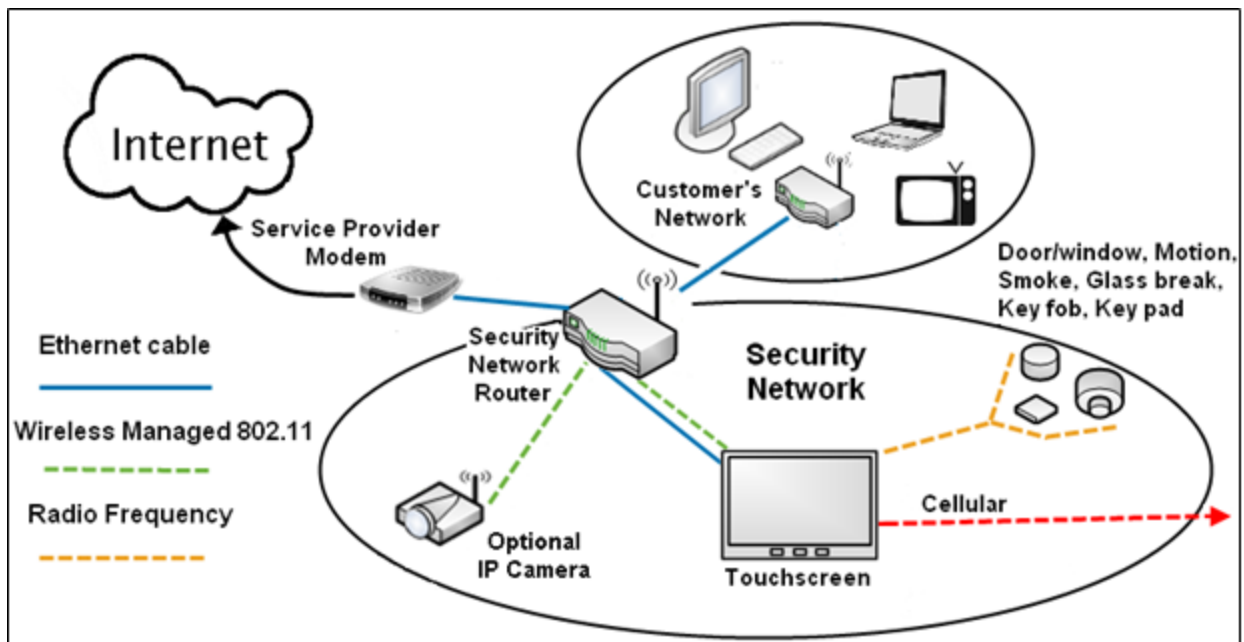 Internet
Service Provider
Modem
Customer's
Network
Door/window, Motion,
Smoke, Glass break,
Key fob, Key pad
Security
Network
Router
Security
Network
Ethernet cable
Wireless Managed 802.11
Radio Frequency
Optional
IP Camera
Cellular
Touchscreen